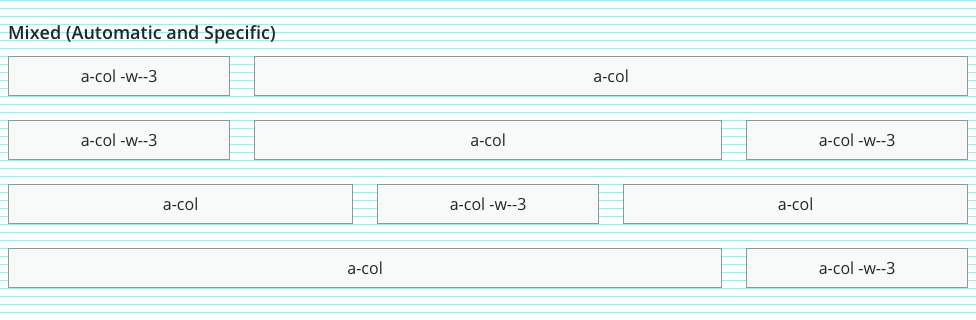 Mixed (Automatic and Specific)
a-col -w--3 a-col
a-col -w--3 a-col a-col -w--3
a-col a-col -w--3 a-col
a-col a-col -w--3